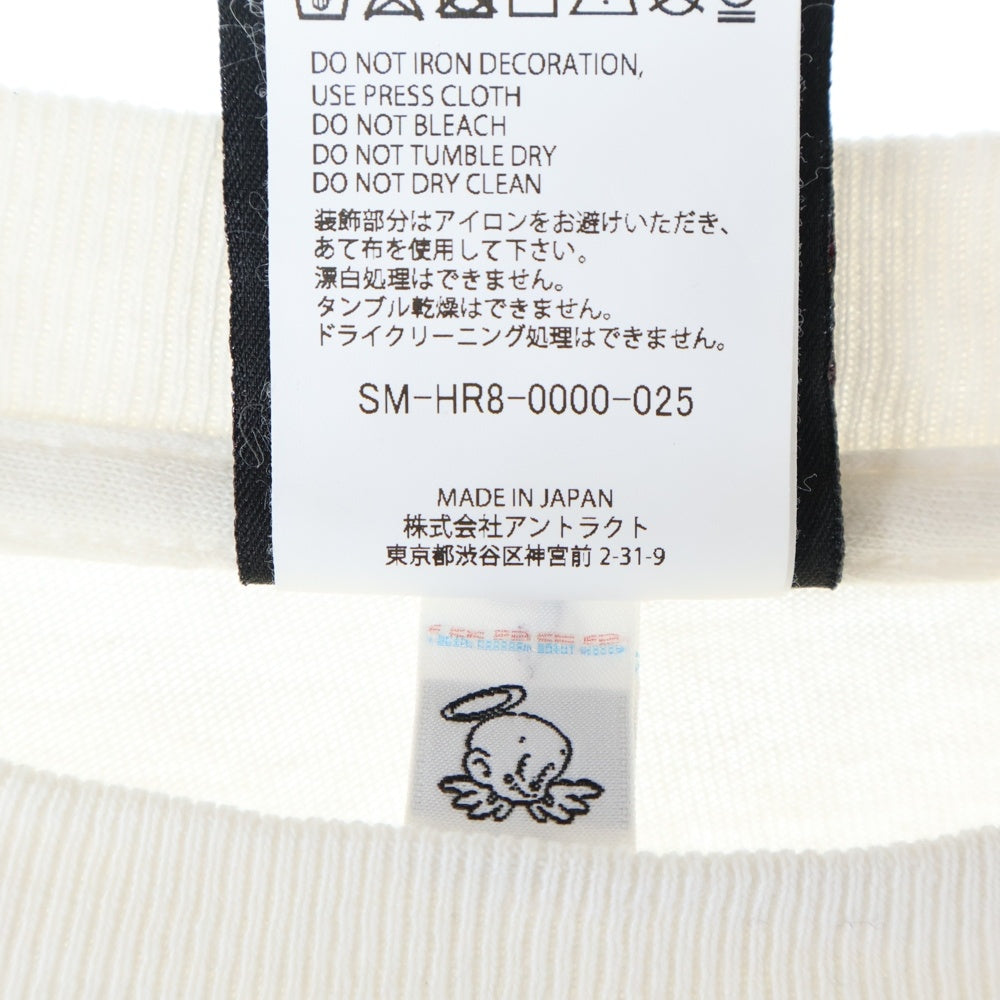 DO NOT IRON DECORATION,
USE PRESS CLOTH
DO NOT BLEACH
DO NOT TUMBLE DRY
DO NOT DRY CLEAN
装飾部分はアイロンをお避けいただき、
あて布を使用して下さい。
漂白処理はできません。
タンブル乾燥はできません。
ドライクリーニング処理はできません。
SM-HR8-0000-025
MADE IN JAPAN
株式会社アントラクト
東京都渋谷区神宮前 2-31-9